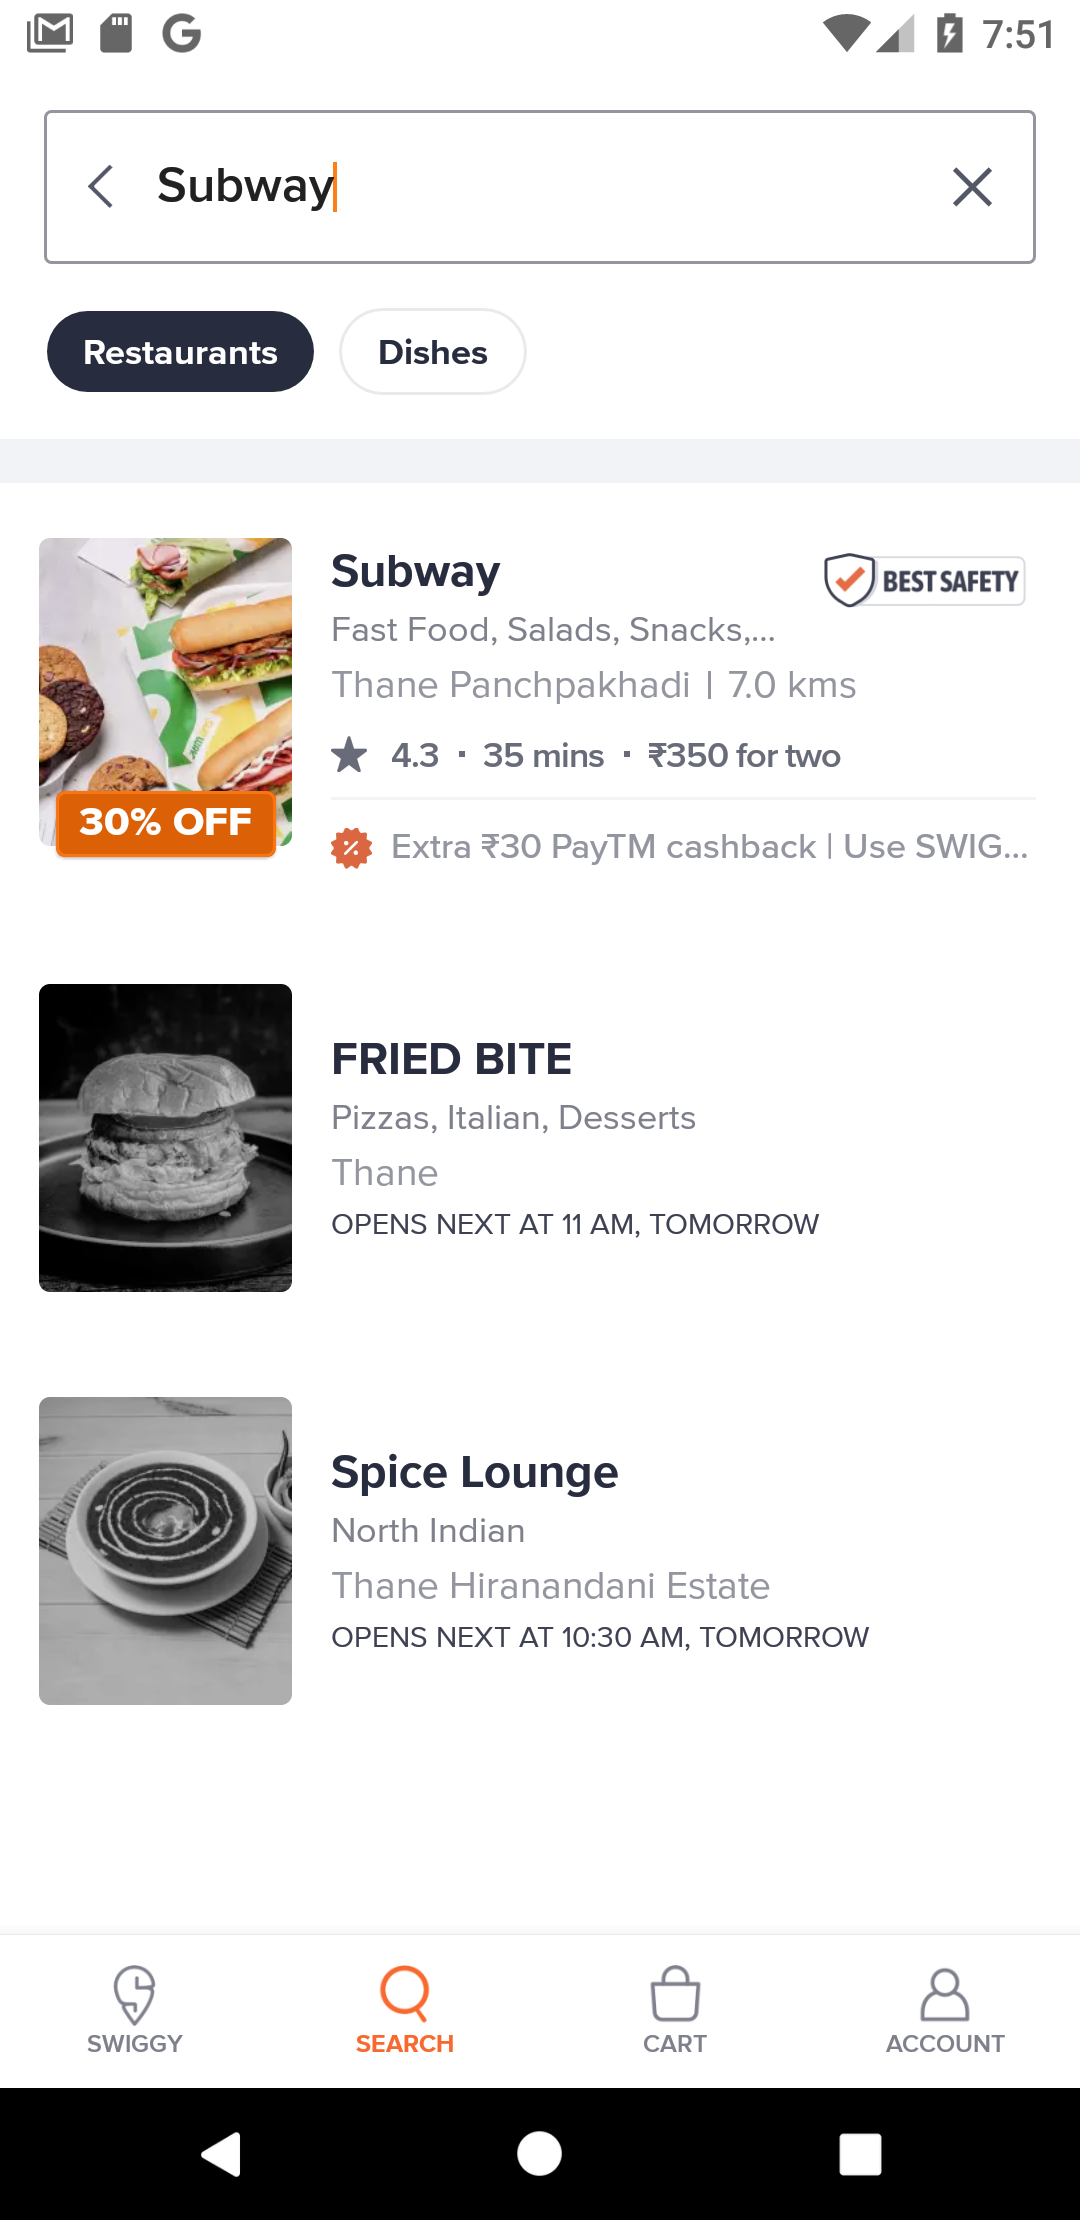 7:51
Subway
Restaurants
Dishes
Subway
BEST SAFETY
Fast Food, Salads, Snacks,...
Thane Panchpakhadi | 7.0 kms
4.3 · 35 mins · ₹350 for two
30% OFF
Extra ₹30 PayTM cashback | Use SWIG...
FRIED BITE
Pizzas, Italian, Desserts
Thane
OPENS NEXT AT 11 AM, TOMORROW
Spice Lounge
North Indian
Thane Hiranandani Estate
OPENS NEXT AT 10:30 AM, TOMORROW
SWIGGY
SEARCH
CART
ACCOUNT